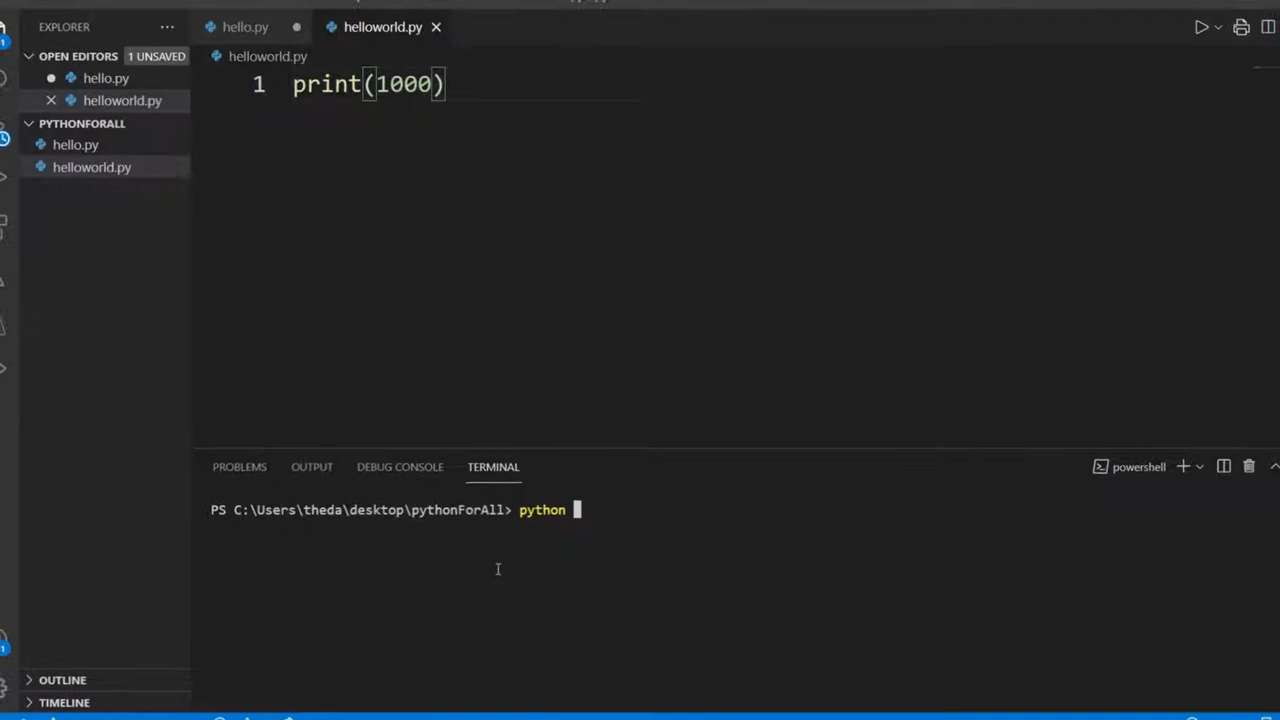 EXPLORER
hello.py
helloworld.py
OPEN EDITORS 1 UNSAVED
helloworld.py
hello.py
1 print(1000)
helloworld.py
PYTHONFORALL
hello.py
helloworld.py
PROBLEMS OUTPUT DEBUG CONSOLE TERMINAL
powershell
PS C:\Users\theda\desktop\pythonForAll> python
OUTLINE
TIMELINE